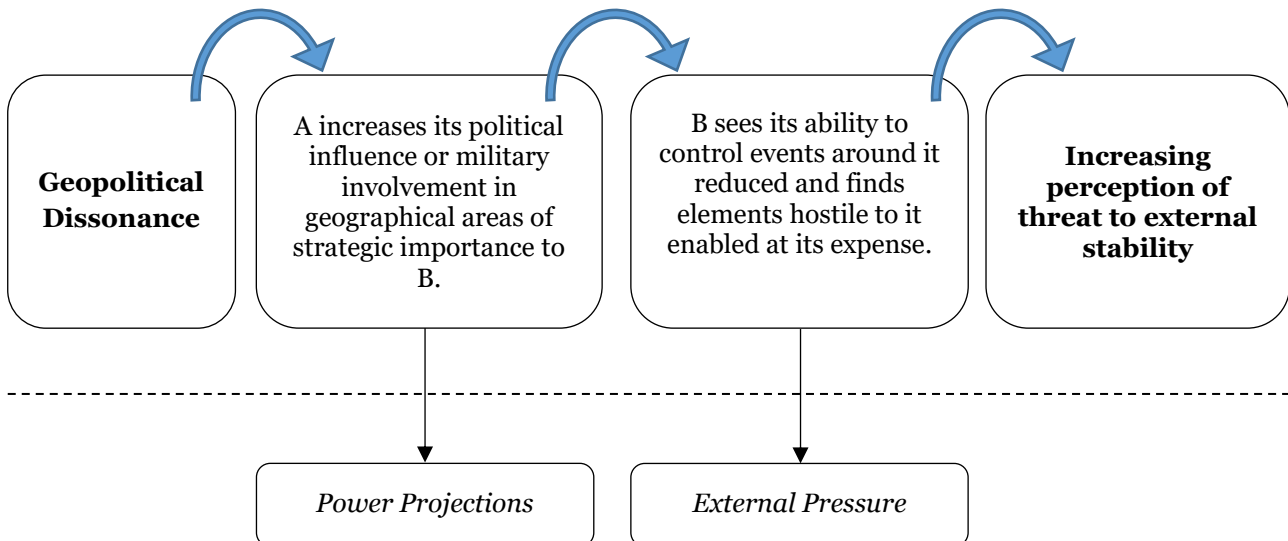 Geopolitical
Dissonance
A increases its political
influence or military
involvement in
geographical areas of
strategic importance to
B.
B sees its ability to
control events around it
reduced and finds
elements hostile to it
enabled at its expense.
Increasing
perception of
threat to external
stability
Power Projections
External Pressure